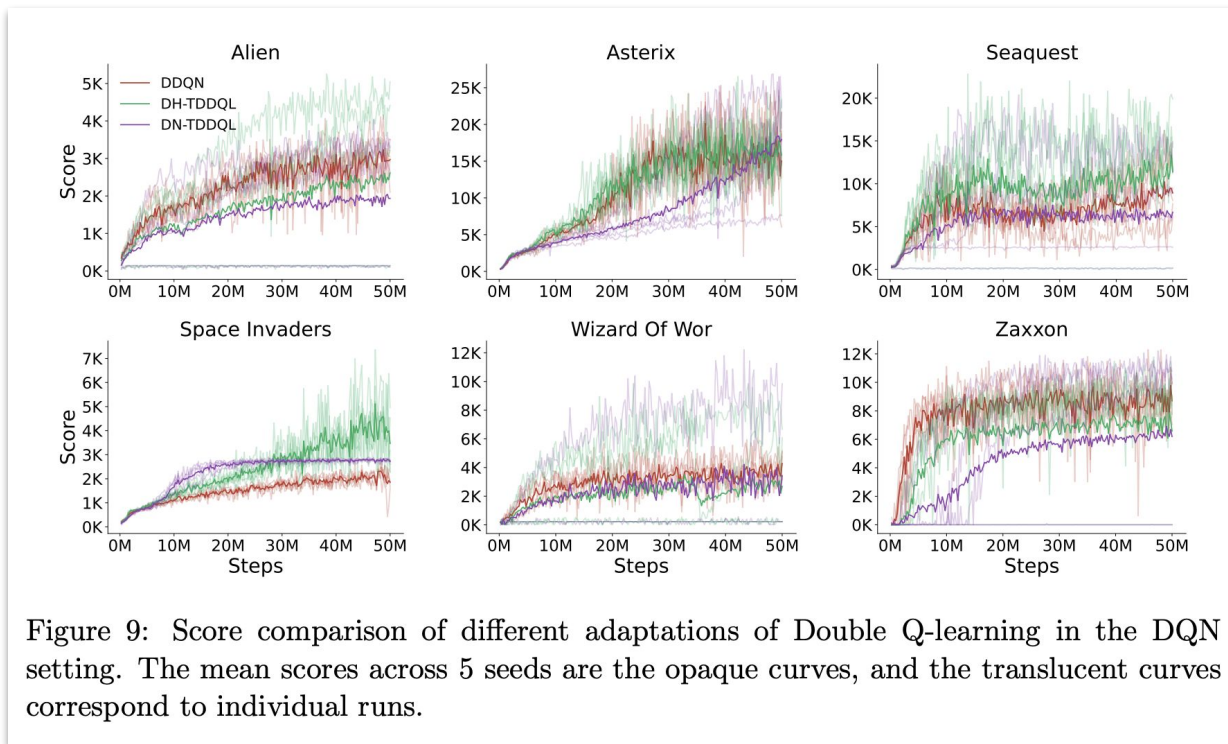 Alien
5K
4K
3K
2K
1K
0K
Score
DDQN
DH-TDDQL
DN-TDDQL
0M 10M 20M 30M 40M 50M
Asterix
25K
20K
15K
10K
5K
0K
0M 10M 20M 30M 40M 50M
Seaquest
20K
15K
10K
5K
0K
0M 10M 20M 30M 40M 50M
Space Invaders
7K
6K
5K
4K
3K
2K
1K
0K
Score
0M 10M 20M 30M 40M 50M
Steps
Wizard Of Wor
12K
10K
8K
6K
4K
2K
0K
0M 10M 20M 30M 40M 50M
Steps
Zaxxon
12K
10K
8K
6K
4K
2K
0K
0M 10M 20M 30M 40M 50M
Steps
Figure 9: Score comparison of different adaptations of Double Q-learning in the DQN
setting. The mean scores across 5 seeds are the opaque curves, and the translucent curves
correspond to individual runs.